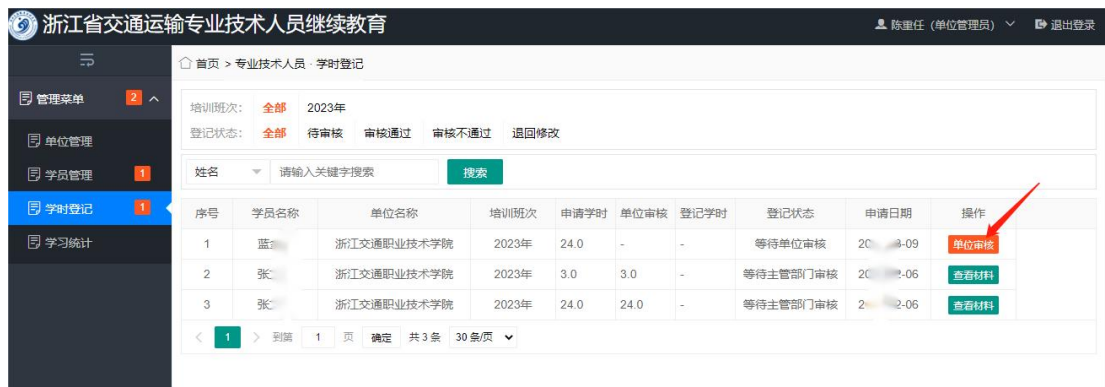 浙江省交通运输专业技术人员继续教育
陈重任 (单位管理员) 退出登录
首页 > 专业技术人员 · 学时登记
管理菜单 2
单位管理
学员管理 1
学时登记 1
学习统计
培训班次: 全部 2023年
登记状态: 全部 待审核 审核通过 审核不通过 退回修改
姓名 请输入关键字搜索 搜索
序号 学员名称 单位名称 培训班次 申请学时 单位审核 登记学时 登记状态 申请日期 操作
1 蓝 浙江交通职业技术学院 2023年 24.0 - - 等待单位审核 20 -09 单位审核
2 张 浙江交通职业技术学院 2023年 3.0 3.0 - 等待主管部门审核 20 -06 查看材料
3 张 浙江交通职业技术学院 2023年 24.0 24.0 - 等待主管部门审核 2 2-06 查看材料
< 1 > 到第 1 页 确定 共 3 条 30 条/页